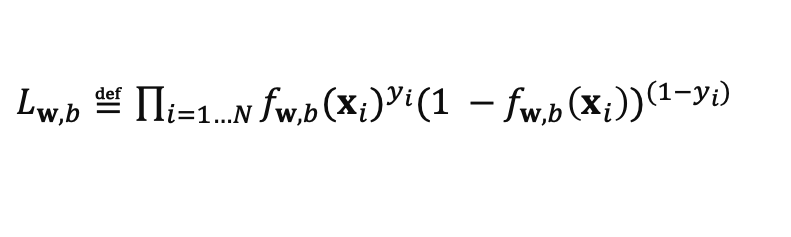 L_{𝐰,b} ≝ ∏_{i=1…N} f_{𝐰,b}(𝐱_i)^{y_i}(1 − f_{𝐰,b}(𝐱_i))^{(1−y_i)}